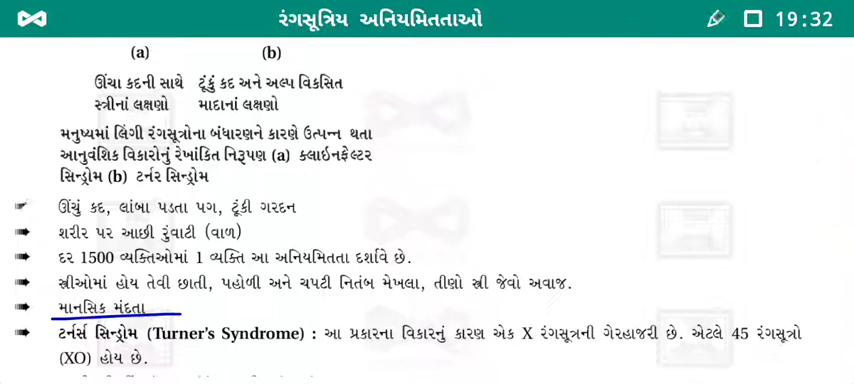 રંગસૂત્રિય અનિયમિતતાઓ 19:32
(a) (b)
ઊંચા કદની સાથે ટૂંકું કદ અને અલ્પ વિકસિત
સ્ત્રીનાં લક્ષણો માદાનાં લક્ષણો
મનુષ્યમાં લિંગી રંગસૂત્રોના બંધારણને કારણે ઉત્પન્ન થતા
આનુવંશિક વિકારોનું રેખાંકિત નિરૂપણ (a) ક્લાઇનફેલ્ટર
સિન્ડ્રોમ (b) ટર્નર સિન્ડ્રોમ
ઊંચું કદ, લાંબા પડતા પગ, ટૂંકી ગરદન
શરીર પર આછી રુંવાટી (વાળ)
દર 1500 વ્યક્તિઓમાં 1 વ્યક્તિ આ અનિયમિતતા દર્શાવે છે.
સ્ત્રીઓમાં હોય તેવી છાતી, પહોળી અને ચપટી નિતંબ મેખલા, તીણો સ્ત્રી જેવો અવાજ.
માનસિક મંદતા
ટર્નર્સ સિન્ડ્રોમ (Turner's Syndrome) : આ પ્રકારના વિકારનું કારણ એક X રંગસૂત્રની ગેરહાજરી છે. એટલે 45 રંગસૂત્રો
(XO) હોય છે.